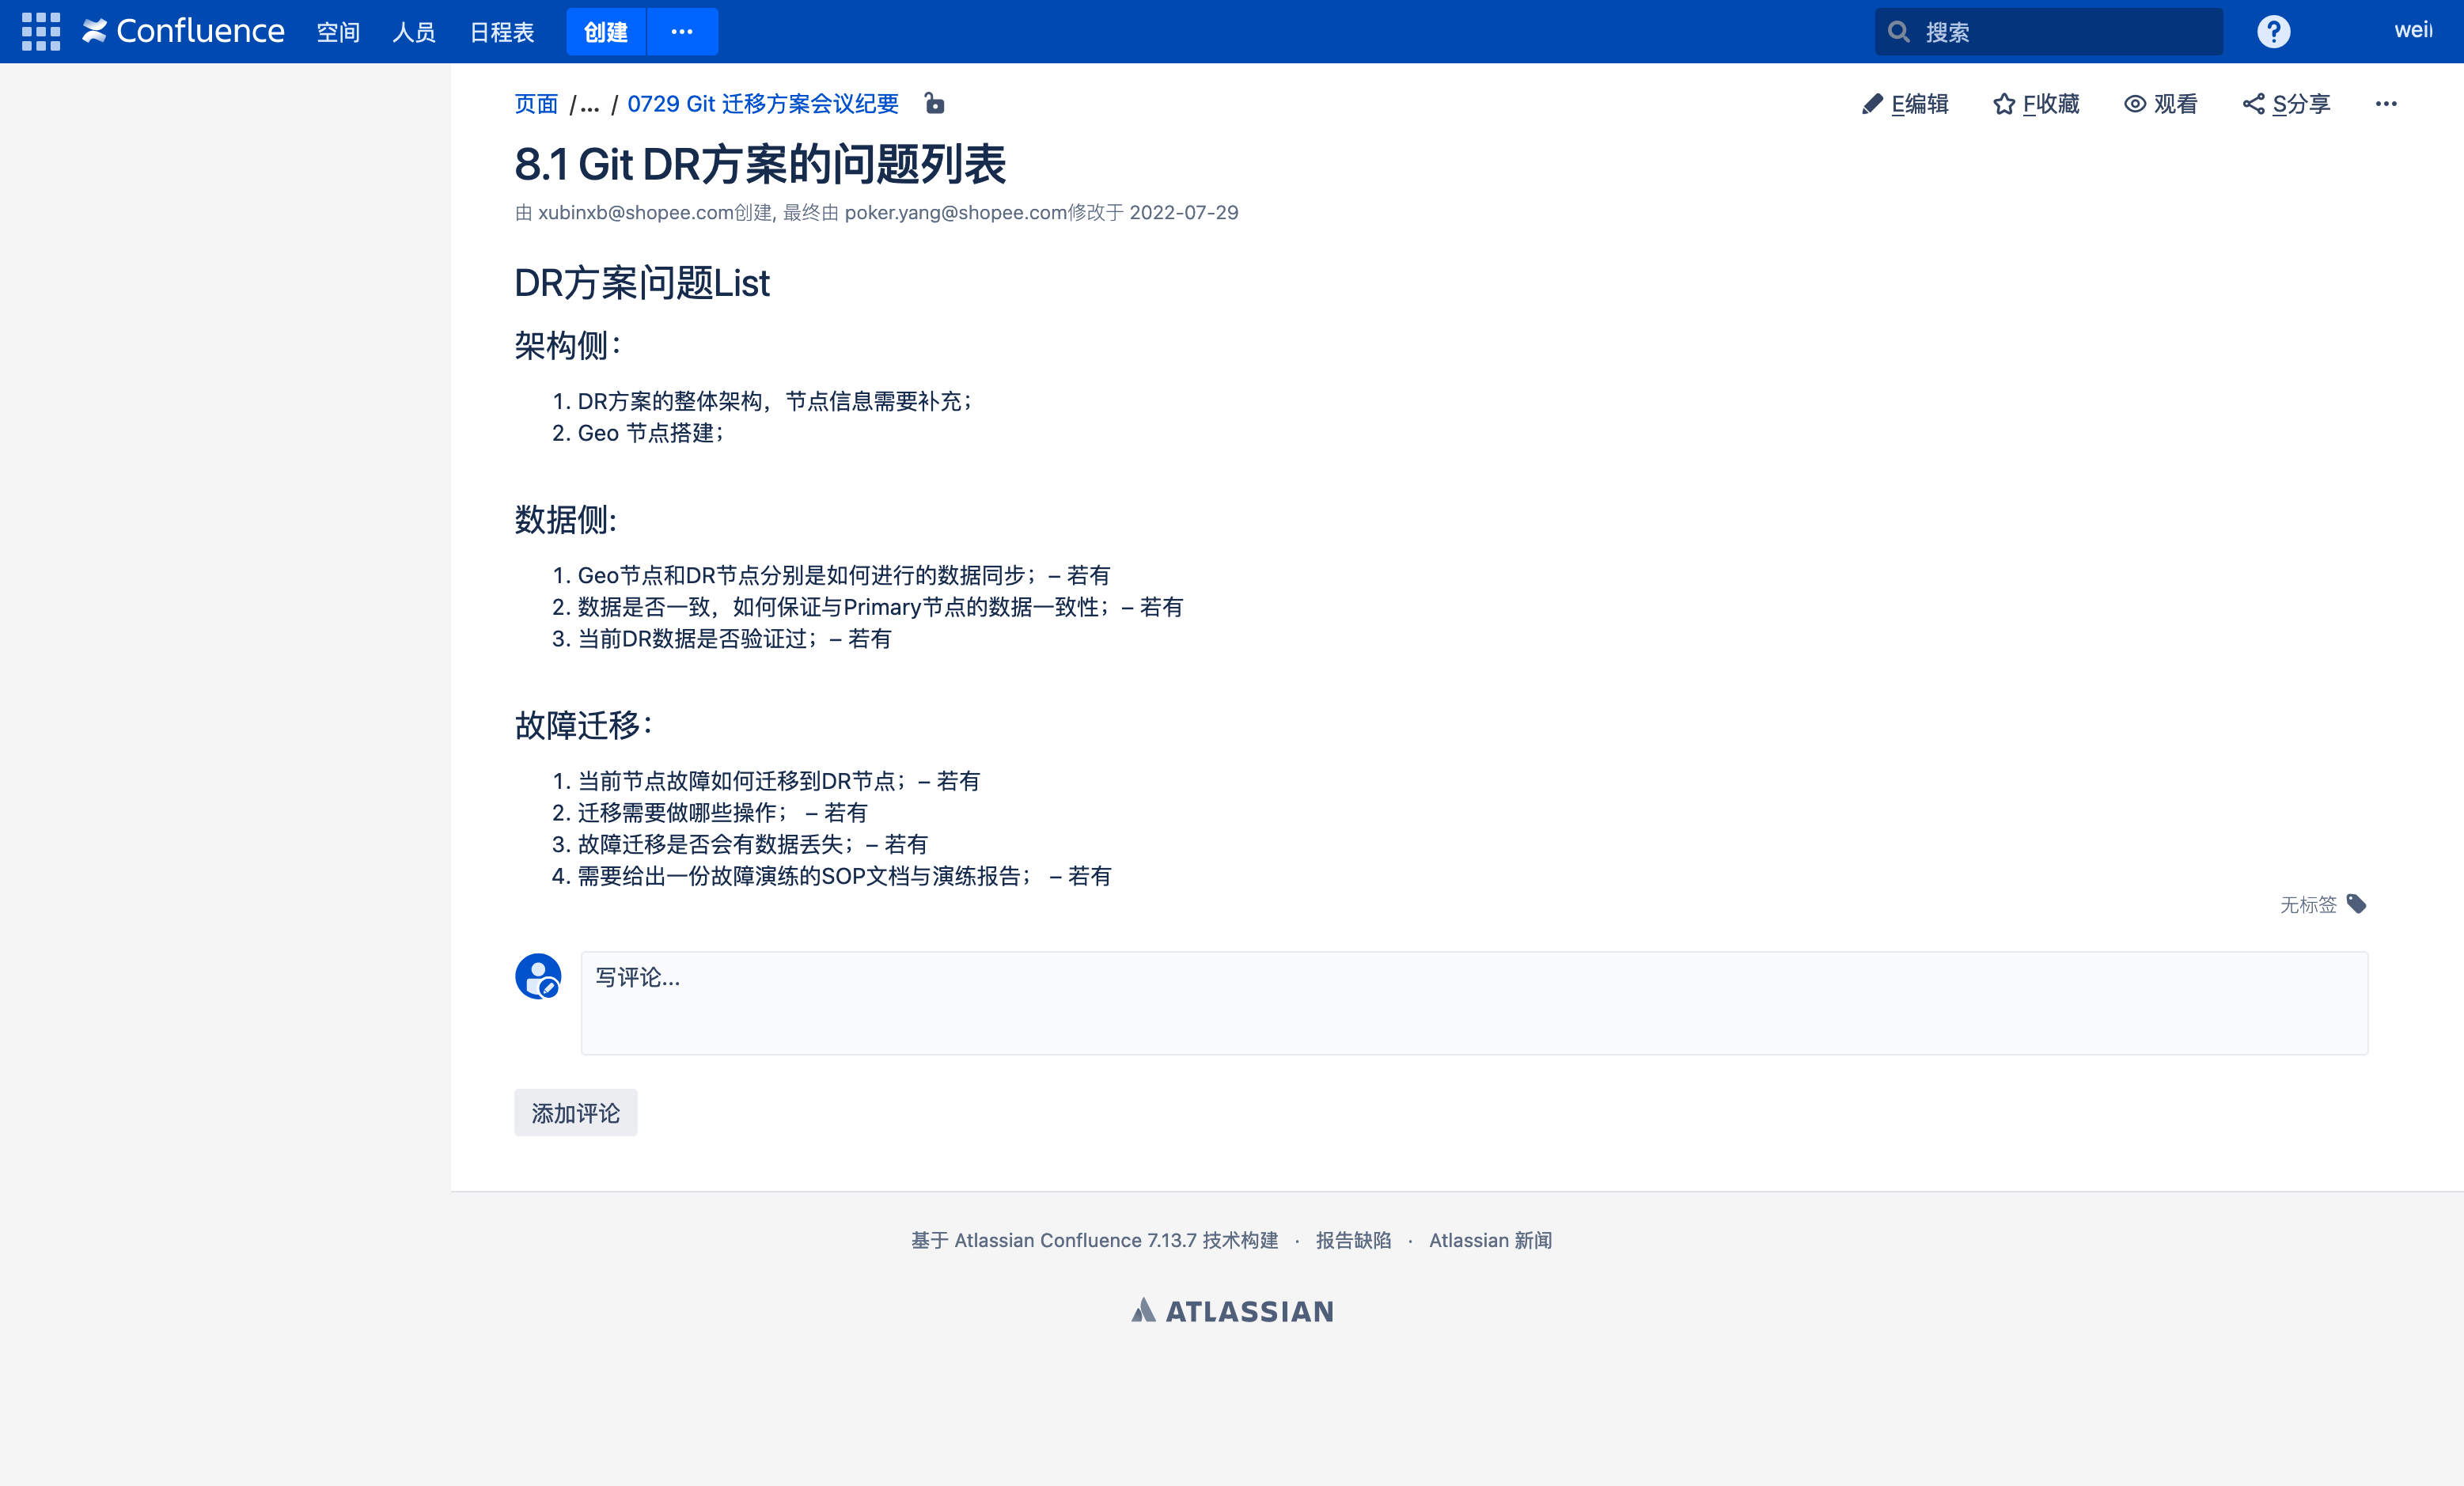 Confluence 空间 人员 日程表 创建 ··· 搜索 ?
页面 /... / 0729 Git 迁移方案会议纪要 E编辑 F收藏 观看 S分享 ···
8.1 Git DR方案的问题列表
由 xubinxb@shopee.com创建, 最终由 poker.yang@shopee.com修改于 2022-07-29
DR方案问题List
架构侧：
1. DR方案的整体架构，节点信息需要补充；
2. Geo 节点搭建；
数据侧:
1. Geo节点和DR节点分别是如何进行的数据同步；– 若有
2. 数据是否一致，如何保证与Primary节点的数据一致性；– 若有
3. 当前DR数据是否验证过；– 若有
故障迁移：
1. 当前节点故障如何迁移到DR节点；– 若有
2. 迁移需要做哪些操作； – 若有
3. 故障迁移是否会有数据丢失；– 若有
4. 需要给出一份故障演练的SOP文档与演练报告； – 若有
无标签
写评论...
添加评论
基于 Atlassian Confluence 7.13.7 技术构建 · 报告缺陷 · Atlassian 新闻
ATLASSIAN